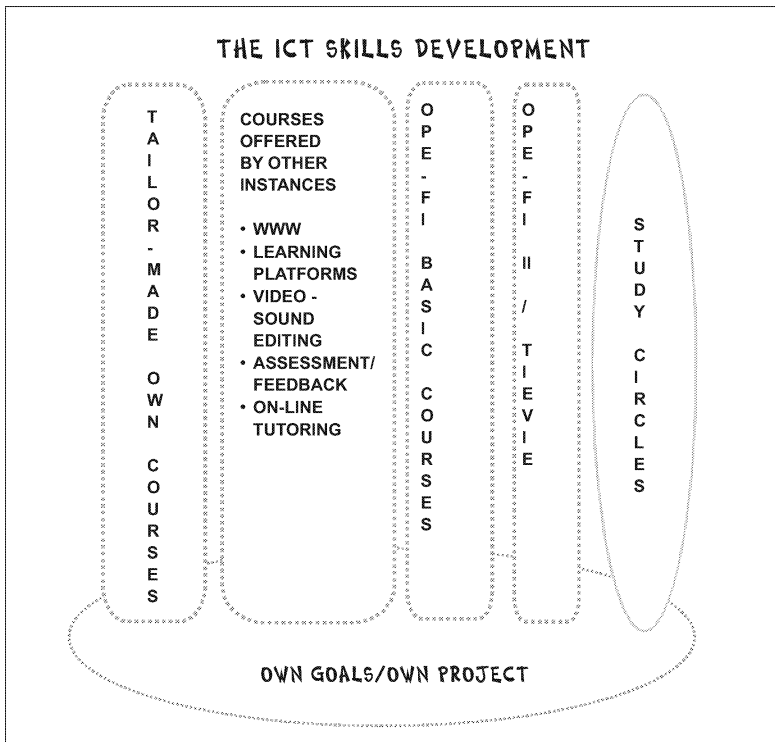 THE ICT SKILLS DEVELOPMENT
TAILOR-MADE OWN COURSES
COURSES
OFFERED
BY OTHER
INSTANCES
• WWW
• LEARNING
PLATFORMS
• VIDEO -
SOUND
EDITING
• ASSESSMENT/
FEEDBACK
• ON-LINE
TUTORING
OPE-FI BASIC COURSES
OPE-FI II / TIEVIE
STUDY CIRCLES
OWN GOALS/OWN PROJECT